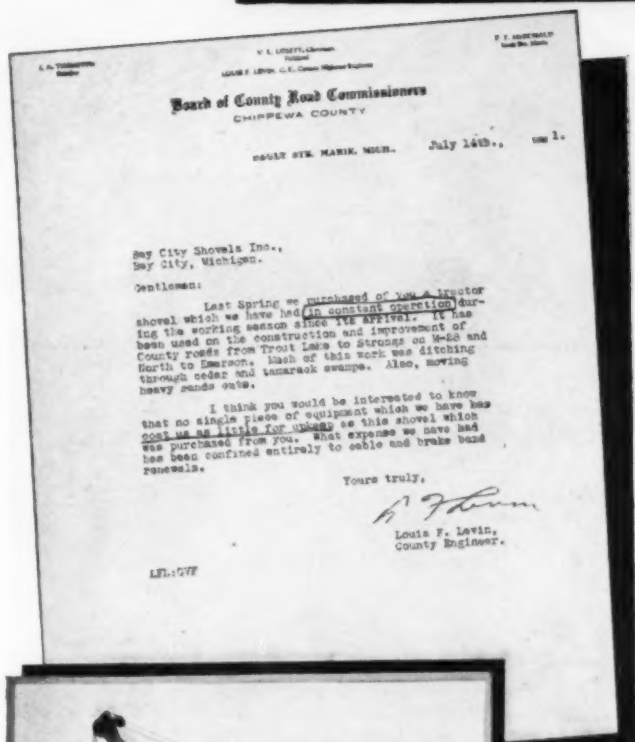 Board of County Road Commissioners
CHIPPEWA COUNTY
SAULT STE. MARIE, MICH. July 14th., 1.
Bay City Shovels Inc.,
Bay City, Michigan.
Gentlemen:
Last Spring we purchased of you a tractor
shovel which we have had in constant operation dur-
ing the working season since its arrival. It has
been used on the construction and improvement of
County roads from Trout Lake to Strongs on M-28 and
North to Emerson. Much of this work was ditching
through cedar and tamarack swamps. Also, moving
heavy sands cuts.
I think you would be interested to know
that no single piece of equipment which we have has
cost us as little for upkeep as this shovel which
was purchased from you. What expense we have had
has been confined entirely to cable and brake band
renewals.
Yours truly,
L F Levin
Louis F. Levin,
County Engineer.
LFL:GVF